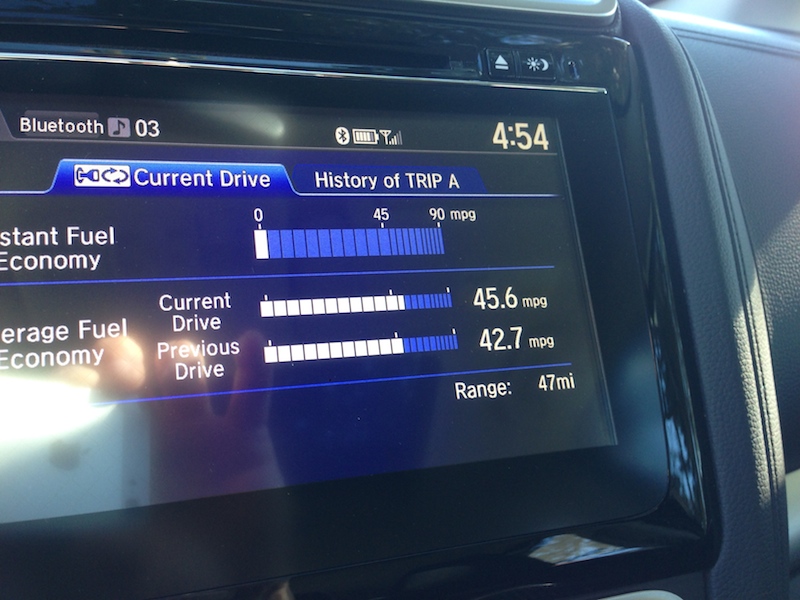 Bluetooth 03
4:54
Current Drive
History of TRIP A
0 45 90 mpg
stant Fuel
Economy
Current
Drive
45.6 mpg
erage Fuel
Economy
Previous
Drive
42.7 mpg
Range: 47mi